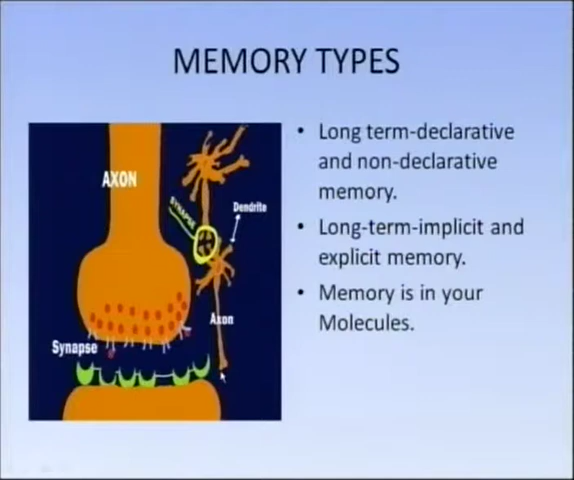 MEMORY TYPES
AXON
SYNAPSE
Dendrite
Axon
Synapse
• Long term-declarative
and non-declarative
memory.
• Long-term-implicit and
explicit memory.
• Memory is in your
Molecules.